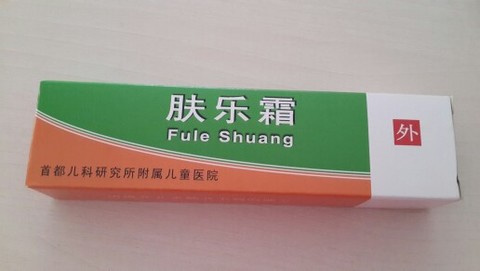 肤乐霜
Fule Shuang
外
首都儿科研究所附属儿童医院